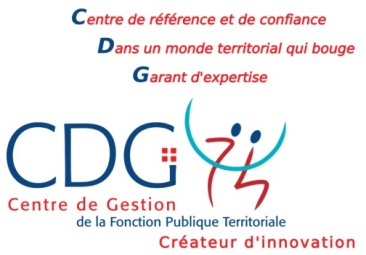 Centre de référence et de confiance
Dans un monde territorial qui bouge
Garant d'expertise
CDG
Centre de Gestion
de la Fonction Publique Territoriale
Créateur d'innovation